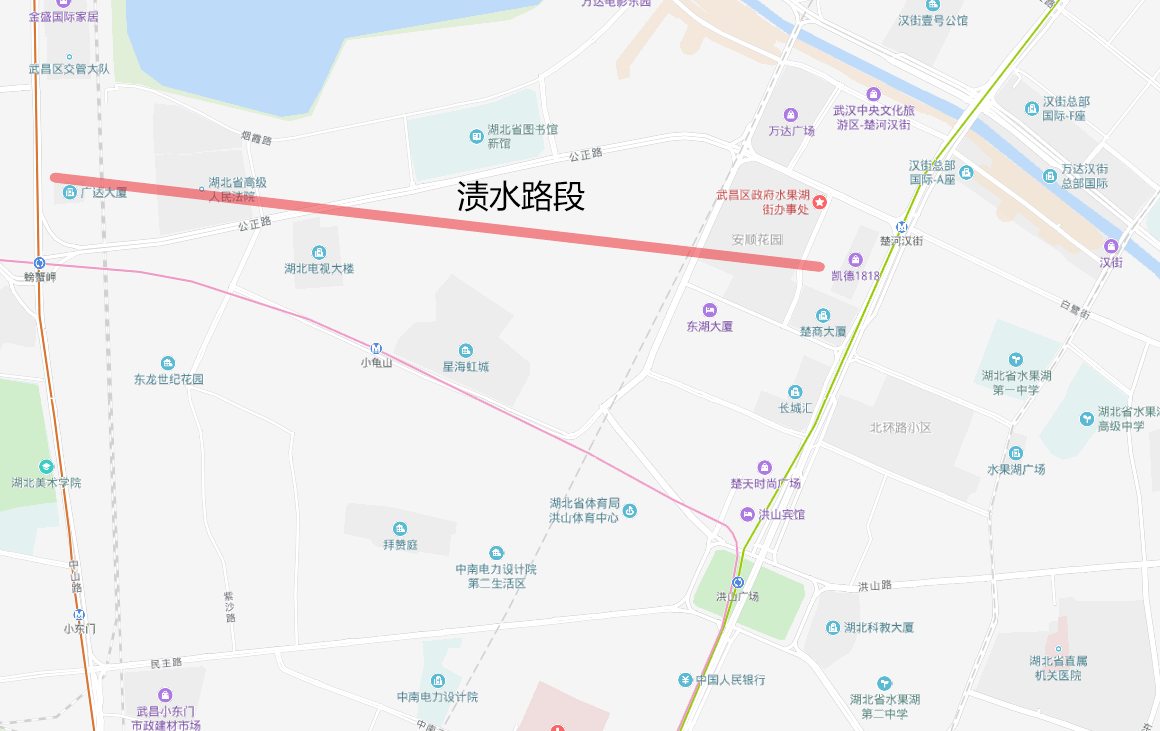 金盛国际家居
万达电影乐园
汉街壹号公馆
武昌区交管大队
武汉中央文化旅
游区-楚河汉街
汉街总部
国际-F座
万达广场
烟霞路
湖北省图书馆
新馆
公正路
汉街总部
国际-A座
万达汉街
总部国际
广达大厦
湖北省高级
人民法院
渍水路段
武昌区政府水果湖
街办事处
公正路
安顺花园
楚河汉街
湖北电视大楼
凯德1818
汉街
螃蟹岬
白鹭街
东湖大厦
楚商大厦
小龟山
星海虹城
东龙世纪花园
湖北省水果湖
第一中学
长城汇
湖北省水果湖
高级中学
北环路小区
湖北美术学院
楚天时尚广场
水果湖广场
湖北省体育局
洪山体育中心
洪山宾馆
拜赞庭
中南电力设计院
第二生活区
中山路
洪山广场
洪山路
紫沙路
小东门
湖北科教大厦
民主路
湖北省直属
机关医院
中南电力设计院
中国人民银行
武昌小东门
市政建材市场
湖北省水果湖
第二中学